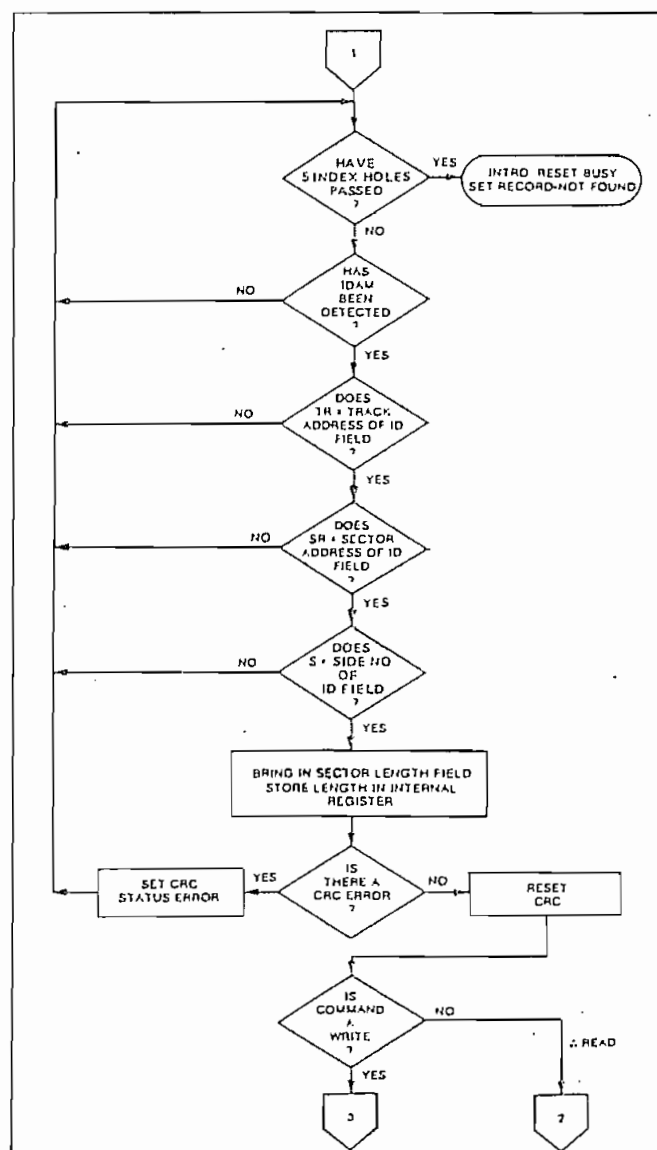 1
HAVE
5 INDEX HOLES
PASSED
?
YES
INTRQ RESET BUSY
SET RECORD-NOT FOUND
NO
HAS
IDAM
BEEN
DETECTED
?
NO
YES
DOES
TR = TRACK
ADDRESS OF ID
FIELD
?
NO
YES
DOES
SR = SECTOR
ADDRESS OF ID
FIELD
?
NO
YES
DOES
S = SIDE NO
OF
ID FIELD
?
NO
YES
BRING IN SECTOR LENGTH FIELD
STORE LENGTH IN INTERNAL
REGISTER
SET CRC
STATUS ERROR
YES
IS
THERE A
CRC ERROR
?
NO
RESET
CRC
IS
COMMAND
A
WRITE
?
NO
∴ READ
YES
3
2